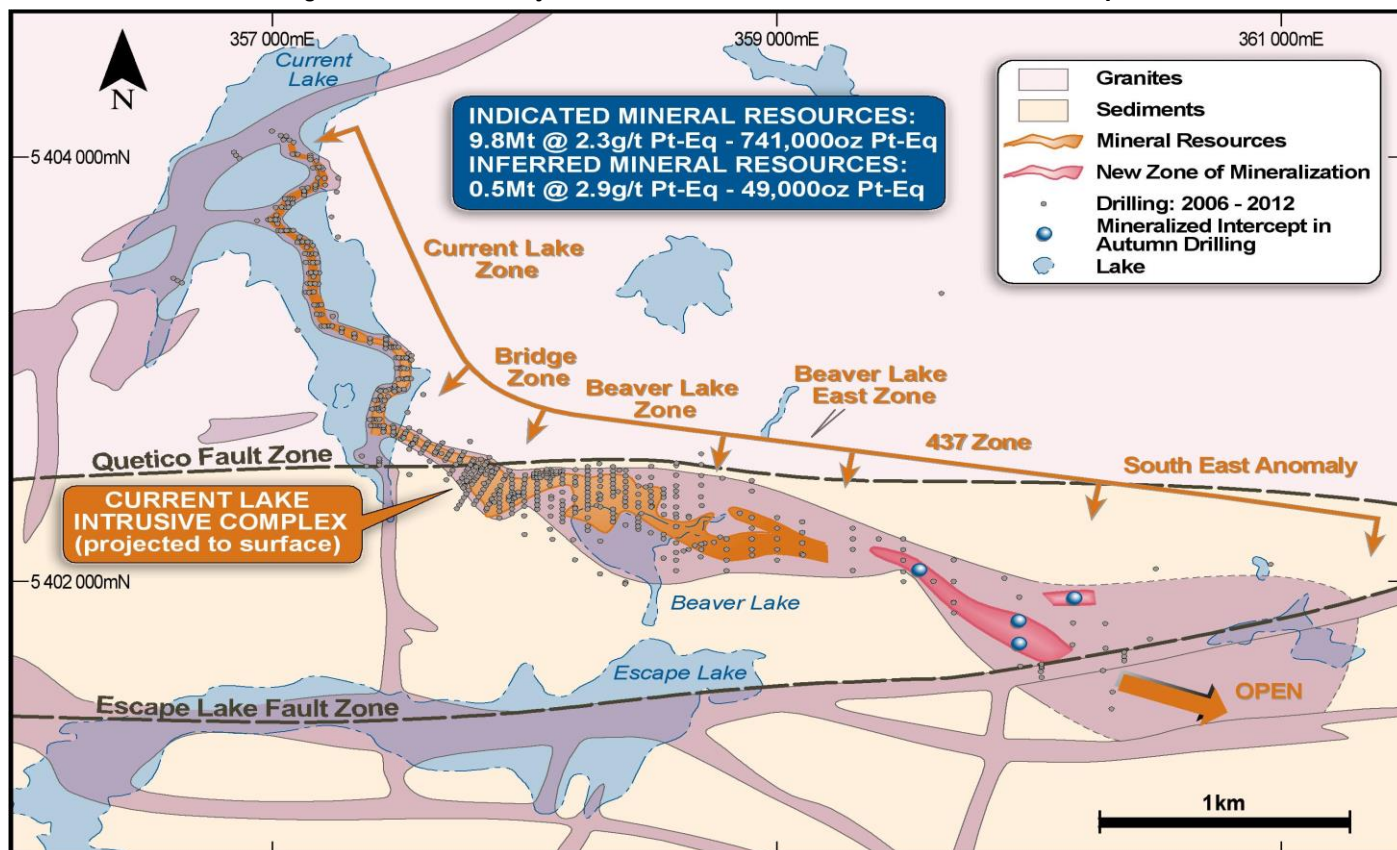 357 000mE
359 000mE
361 000mE
Current
Lake
N
INDICATED MINERAL RESOURCES:
9.8Mt @ 2.3g/t Pt-Eq - 741,000oz Pt-Eq
INFERRED MINERAL RESOURCES:
0.5Mt @ 2.9g/t Pt-Eq - 49,000oz Pt-Eq
Granites
Sediments
Mineral Resources
New Zone of Mineralization
Drilling: 2006 - 2012
Mineralized Intercept in
Autumn Drilling
Lake
5 404 000mN
Current Lake
Zone
Bridge
Zone
Beaver Lake
Zone
Beaver Lake
East Zone
437 Zone
South East Anomaly
Quetico Fault Zone
CURRENT LAKE
INTRUSIVE COMPLEX
(projected to surface)
5 402 000mN
Beaver Lake
Escape Lake
Escape Lake Fault Zone
OPEN
1km